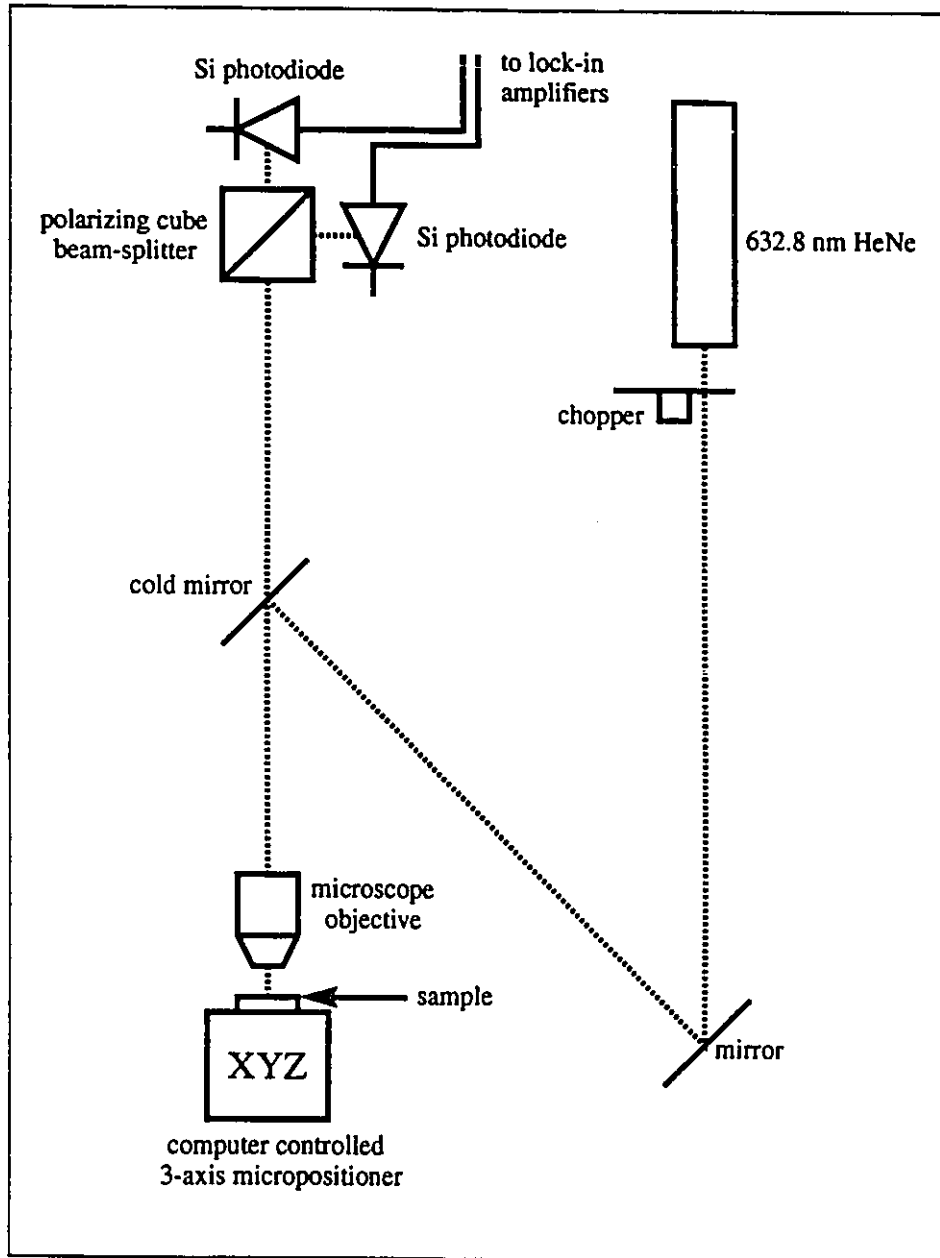 Si photodiode
to lock-in
amplifiers
polarizing cube
beam-splitter
Si photodiode
632.8 nm HeNe
chopper
cold mirror
microscope
objective
sample
mirror
XYZ
computer controlled
3-axis micropositioner